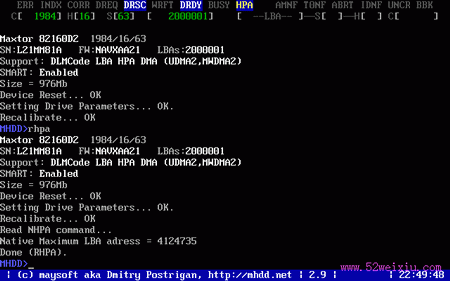 ERR INDX CORR DREQ DRSC WRFT DRDY BUSY HPA AMNF T0NF ABRT IDNF UNCR BBK
C[ 1984] H[16] S[63] [ 2000001] [ --LBA-- ]--S[ ]--H[ ]--C[ ]
Maxtor 82160D2 1984/16/63
SN:L21MM81A FW:NAVXAA21 LBAs:2000001
Support: DLMCode LBA HPA DMA (UDMA2,MWDMA2)
SMART: Enabled
Size = 976Mb
Device Reset... OK
Setting Drive Parameters... OK.
Recalibrate... OK
MHDD>rhpa
Maxtor 82160D2 1984/16/63
SN:L21MM81A FW:NAVXAA21 LBAs:2000001
Support: DLMCode LBA HPA DMA (UDMA2,MWDMA2)
SMART: Enabled
Size = 976Mb
Device Reset... OK
Setting Drive Parameters... OK.
Recalibrate... OK
Read NHPA command...
Native Maximum LBA adress = 4124735
Done (RHPA).
MHDD>_
www.52weixiu.com
| (c) maysoft aka Dmitry Postrigan, http://mhdd.net | 2.9 | | 22:49:48